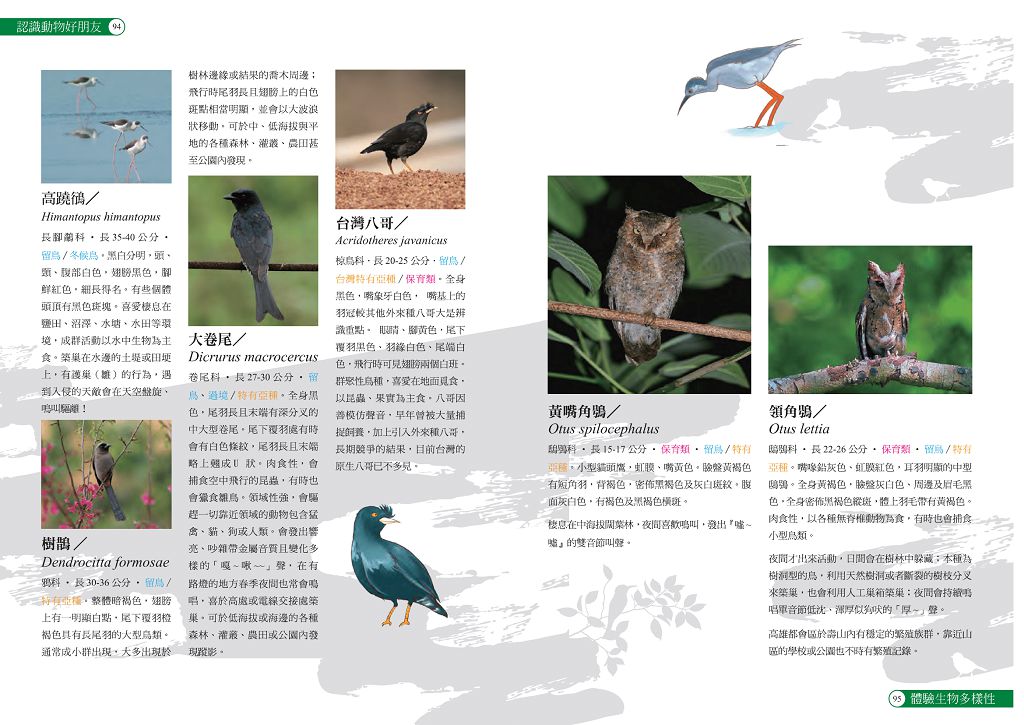 認識動物好朋友 94
高蹺鴴／
Himantopus himantopus
長腳鷸科・長35-40公分・
留鳥/冬候鳥。黑白分明，頭、
頸、腹部白色，翅膀黑色，腳
鮮紅色，細長得名。有些個體
頭頂有黑色斑塊。喜愛棲息在
鹽田、沼澤、水塘、水田等環
境，成群活動以水中生物為主
食。築巢在水邊的土堤或田埂
上，有護巢（雛）的行為，遇
到入侵的天敵會在天空盤旋、
鳴叫驅離！
樹鵲／
Dendrocitta formosae
鴉科・長30-36公分・留鳥/
特有亞種。整體暗褐色，翅膀
上有一明顯白點，尾下覆羽橙
褐色具有長尾羽的大型鳥類。
通常成小群出現，大多出現於
樹林邊緣或結果的喬木周邊；
飛行時尾羽長且翅膀上的白色
斑點相當明顯，並會以大波浪
狀移動。可於中、低海拔與平
地的各種森林、灌叢、農田甚
至公園內發現。
大卷尾／
Dicrurus macrocercus
卷尾科・長27-30公分・留
鳥、過境/特有亞種。全身黑
色，尾羽長且末端有深分叉的
中大型卷尾。尾下覆羽處有時
會有白色條紋，尾羽長且末端
略上翹成U 狀。肉食性，會
捕食空中飛行的昆蟲，有時也
會獵食雛鳥。領域性強，會驅
趕一切靠近領域的動物包含猛
禽、貓、狗或人類。會發出響
亮、吵雜帶金屬音質且變化多
樣的「嘎～啾~~」聲，在有
路燈的地方春季夜間也常會鳴
唱，喜於高處或電線交接處築
巢。可於低海拔或海邊的各種
森林、灌叢、農田或公園內發
現蹤影。
台灣八哥／
Acridotheres javanicus
椋鳥科・長20-25公分・留鳥/
台灣特有亞種/保育類。全身
黑色，嘴象牙白色， 嘴基上的
羽冠較其他外來種八哥大是辨
識重點。 眼睛、腳黃色，尾下
覆羽黑色、羽緣白色、尾端白
色，飛行時可見翅膀兩個白斑。
群聚性鳥種，喜愛在地面覓食，
以昆蟲、果實為主食。八哥因
善模仿聲音，早年曾被大量捕
捉飼養，加上引入外來種八哥，
長期競爭的結果，目前台灣的
原生八哥已不多見。
黃嘴角鴞／
Otus spilocephalus
鴟鴞科・長15-17公分・保育類・留鳥/特有
亞種。小型貓頭鷹，虹膜、嘴黃色。臉盤黃褐色
有短角羽，背褐色，密佈黑褐色及灰白斑紋。腹
面灰白色，有褐色及黑褐色橫斑。
棲息在中海拔闊葉林，夜間喜歡鳴叫，發出『噓～
噓』的雙音節叫聲。
領角鴞／
Otus lettia
鴟鴞科・長22-26公分・保育類・留鳥/特有
亞種。嘴喙鉛灰色、虹膜紅色，耳羽明顯的中型
鴟鴞。全身黃褐色，臉盤灰白色、周邊及眉毛黑
色，全身密佈黑褐色縱斑，體上羽毛帶有黃褐色。
肉食性，以各種無脊椎動物為食，有時也會捕食
小型鳥類。
夜間才出來活動，日間會在樹林中躲藏；本種為
樹洞型的鳥，利用天然樹洞或者斷裂的樹枝分叉
來築巢，也會利用人工巢箱築巢；夜間會持續鳴
唱單音節低沈、渾厚似狗吠的「厚～」聲。
高雄都會區於壽山內有穩定的繁殖族群，靠近山
區的學校或公園也不時有繁殖記錄。
95 體驗生物多樣性